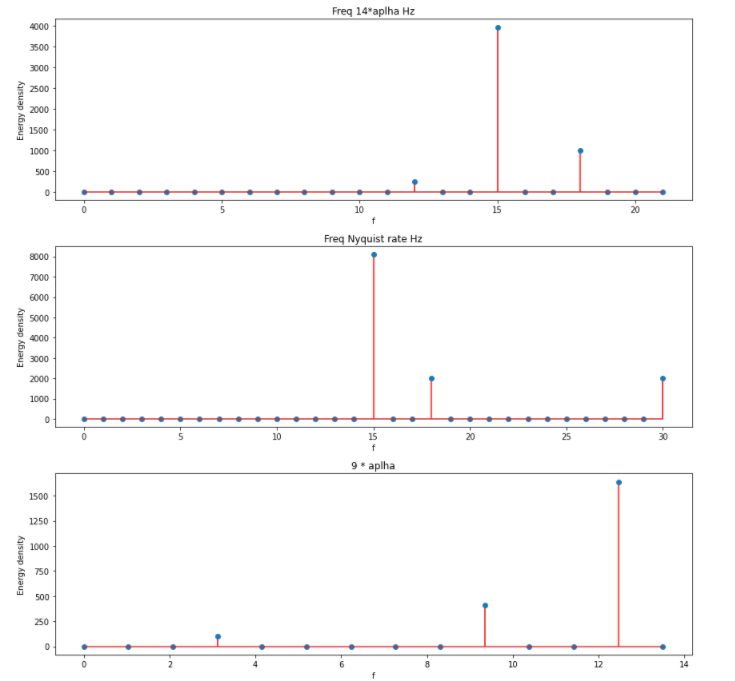 Freq 14*aplha Hz
4000
3500
3000
2500
2000
1500
1000
500
0
Energy density
0 5 10 15 20
f
Freq Nyquist rate Hz
8000
7000
6000
5000
4000
3000
2000
1000
0
Energy density
0 5 10 15 20 25 30
f
9 * aplha
1500
1250
1000
750
500
250
0
Energy density
0 2 4 6 8 10 12 14
f